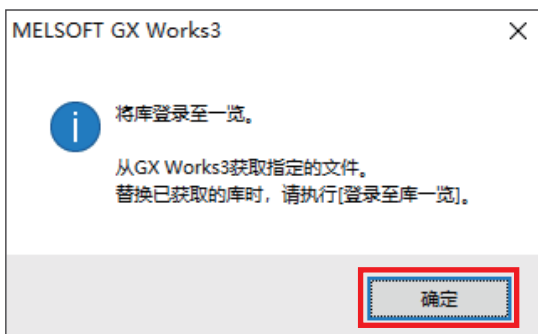 MELSOFT GX Works3
将库登录至一览。
从GX Works3获取指定的文件。
替换已获取的库时，请执行[登录至库一览]。
确定